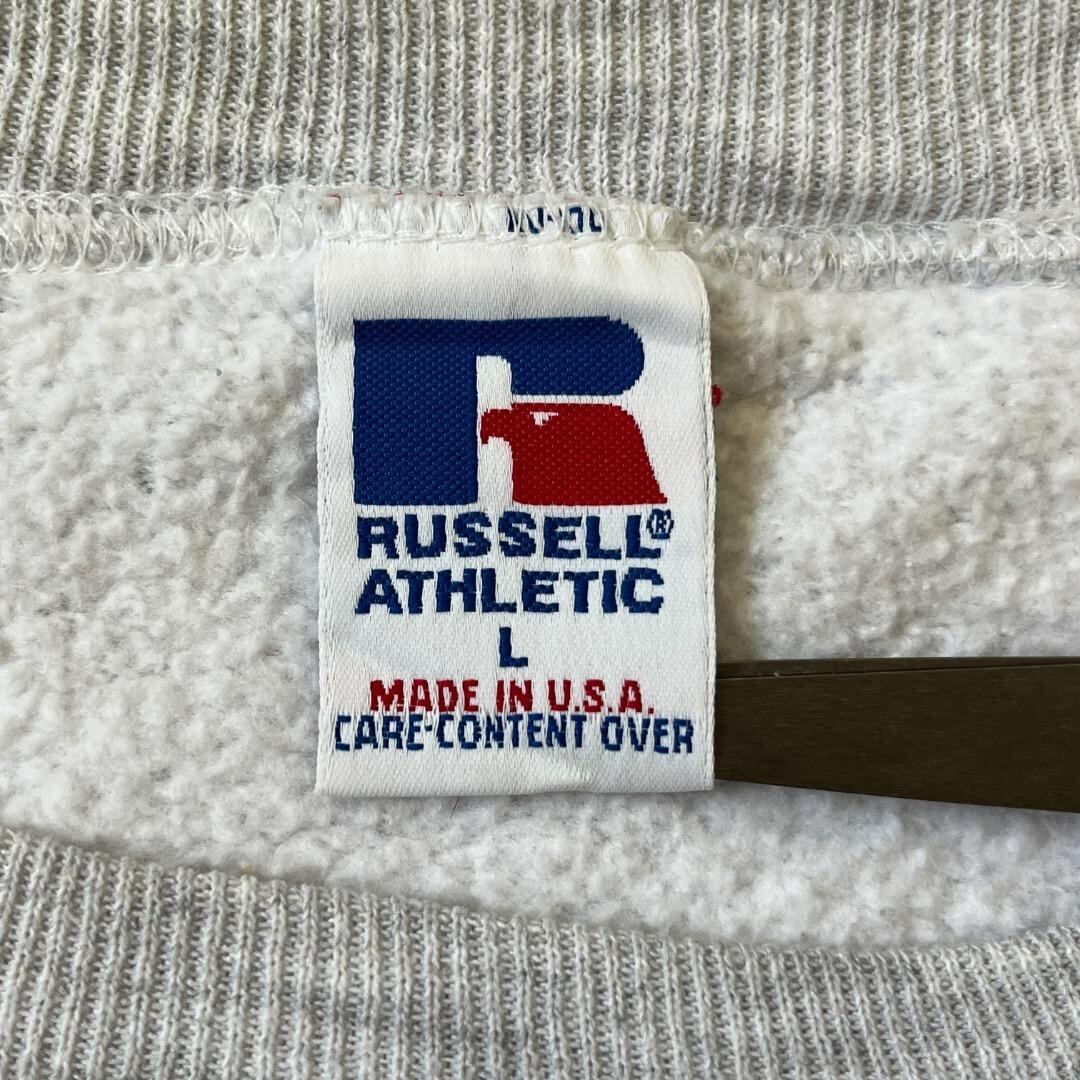 RUSSELL®
ATHLETIC
L
MADE IN U.S.A.
CARE-CONTENT OVER